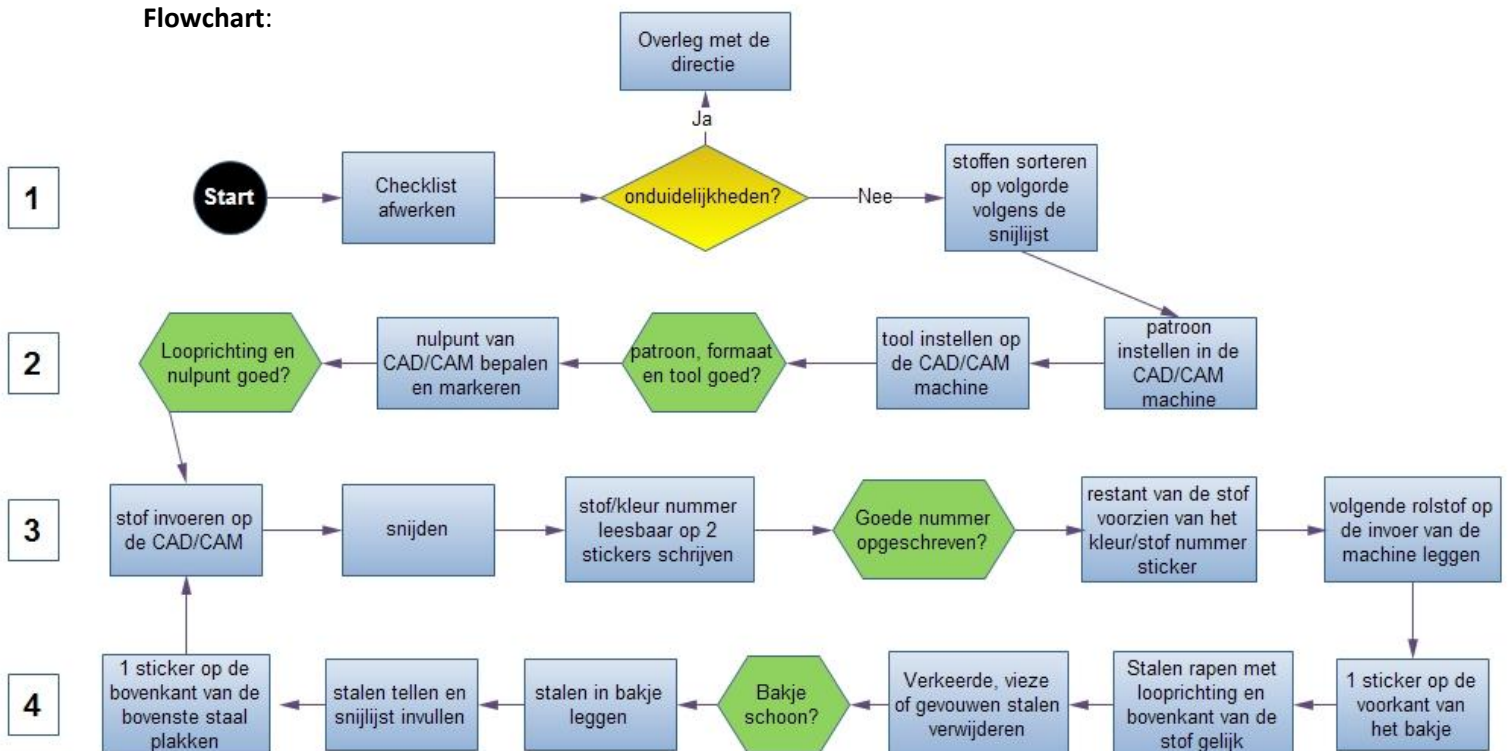 Flowchart:
Overleg met de
directie
Ja
1
Start
Checklist
afwerken
onduidelijkheden?
Nee
stoffen sorteren
op volgorde
volgens de
snijlijst
2
patroon
instellen in de
CAD/CAM
machine
tool instellen op
de CAD/CAM
machine
patroon, formaat
en tool goed?
nulpunt van
CAD/CAM bepalen
en markeren
Looprichting en
nulpunt goed?
3
stof invoeren op
de CAD/CAM
snijden
stof/kleur nummer
leesbaar op 2
stickers schrijven
Goede nummer
opgeschreven?
restant van de stof
voorzien van het
kleur/stof nummer
sticker
volgende rolstof op
de invoer van de
machine leggen
4
1 sticker op de
voorkant van
het bakje
Stalen rapen met
looprichting en
bovenkant van de
stof gelijk
Verkeerde, vieze
of gevouwen stalen
verwijderen
Bakje
schoon?
stalen in bakje
leggen
stalen tellen en
snijlijst invullen
1 sticker op de
bovenkant van de
bovenste staal
plakken